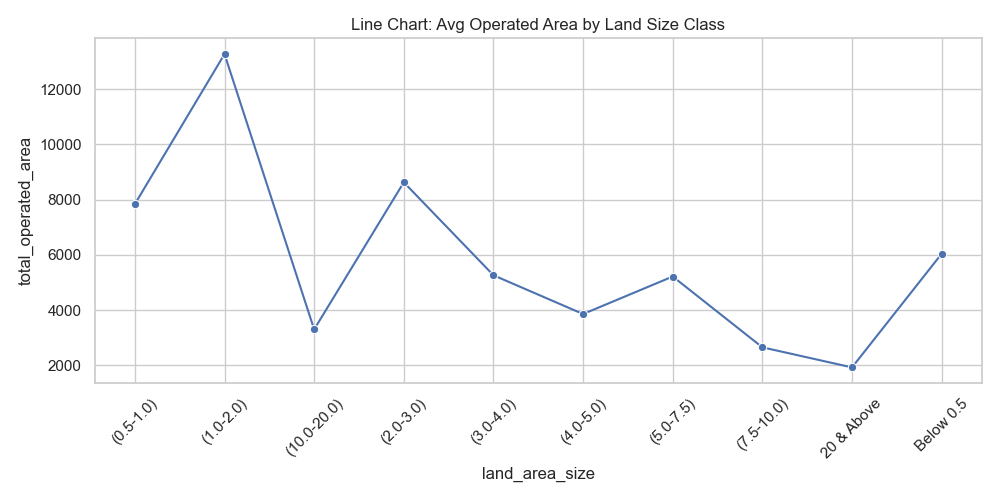 Line Chart: Avg Operated Area by Land Size Class
total_operated_area
12000
10000
8000
6000
4000
2000
(0.5-1.0)
(1.0-2.0)
(10.0-20.0)
(2.0-3.0)
(3.0-4.0)
(4.0-5.0)
(5.0-7.5)
(7.5-10.0)
20 & Above
Below 0.5
land_area_size